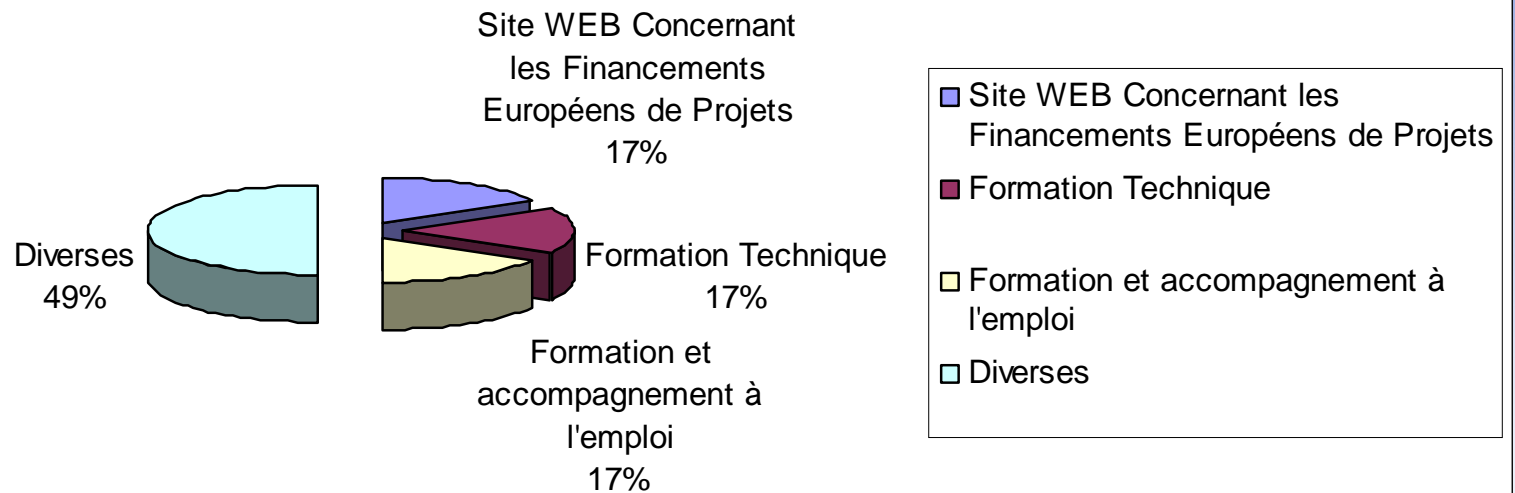 Site WEB Concernant
les Financements
Européens de Projets
17%
Formation Technique
17%
Formation et
accompagnement à
l'emploi
17%
Diverses
49%
Site WEB Concernant les
Financements Européens de Projets
Formation Technique
Formation et accompagnement à
l'emploi
Diverses